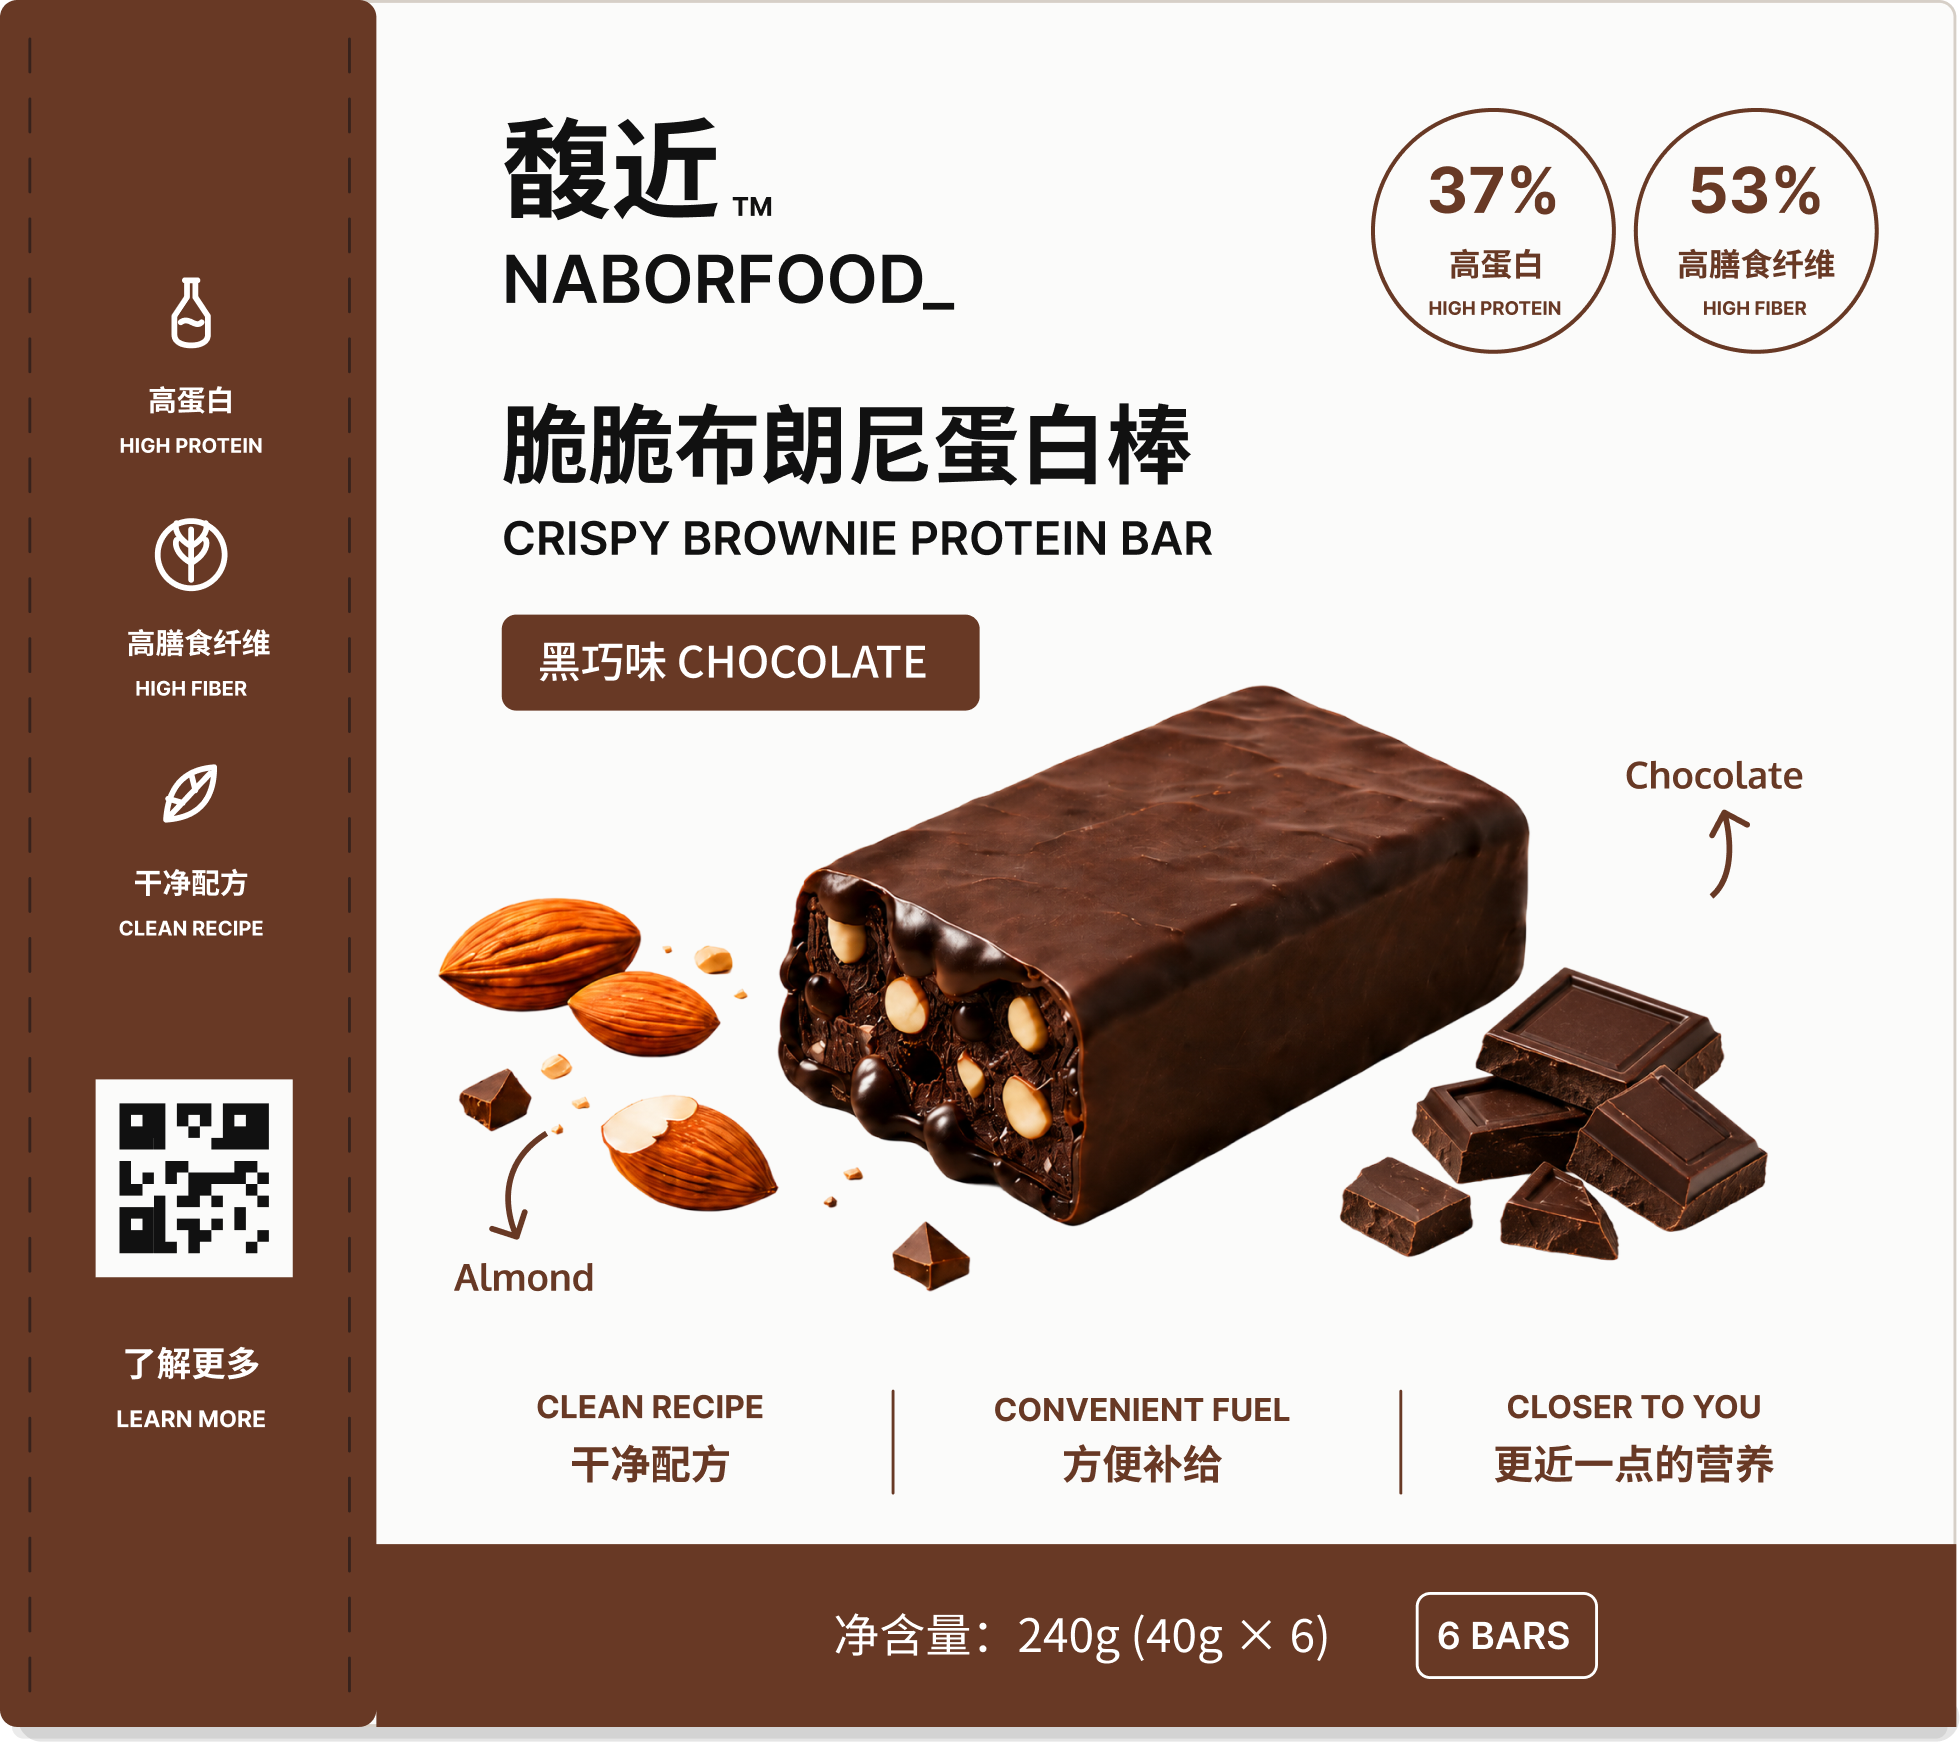 高蛋白
HIGH PROTEIN
高膳食纤维
HIGH FIBER
干净配方
CLEAN RECIPE
了解更多
LEARN MORE
馥近 TM
NABORFOOD_
37%
高蛋白
HIGH PROTEIN
53%
高膳食纤维
HIGH FIBER
脆脆布朗尼蛋白棒
CRISPY BROWNIE PROTEIN BAR
黑巧味 CHOCOLATE
Chocolate
Almond
CLEAN RECIPE
干净配方
CONVENIENT FUEL
方便补给
CLOSER TO YOU
更近一点的营养
净含量：240g (40g × 6)
6 BARS